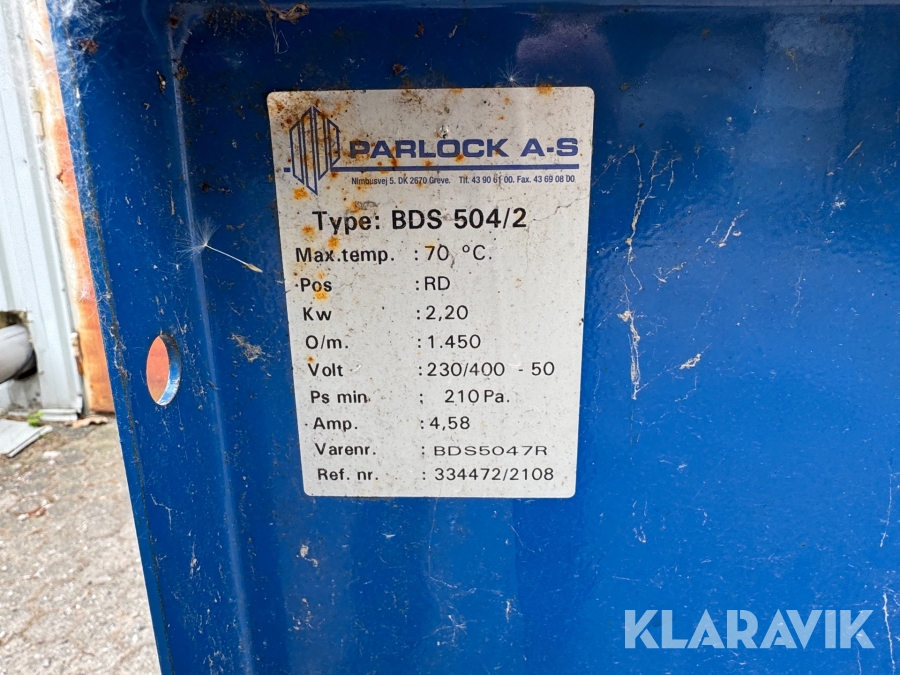 PARLOCK A-S
Nimbusvej 5. DK 2670 Greve. Tlf. 43 90 61 00. Fax. 43 69 08 00
Type: BDS 504/2
Max.temp. : 70 °C.
Pos : RD
Kw : 2,20
O/m. : 1.450
Volt : 230/400 - 50
Ps min : 210 Pa.
Amp. : 4,58
Varenr. : BDS5047R
Ref. nr. : 334472/2108
KLARAVIK